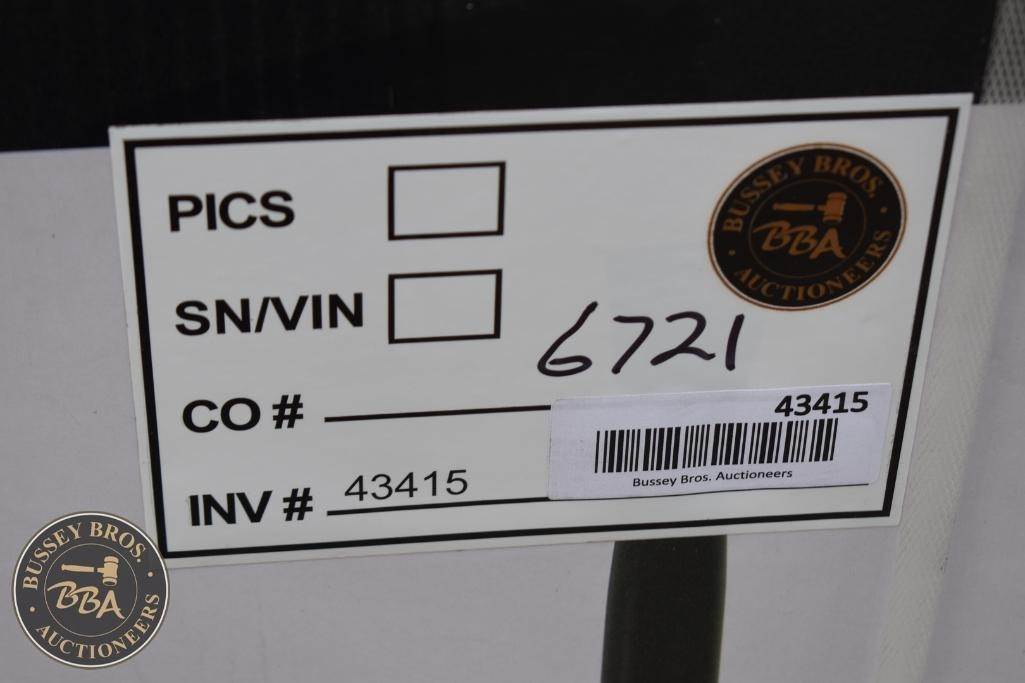 PICS
BUSSEY BROS.
BBA
AUCTIONEERS
SN/VIN
6721
CO #
43415
Bussey Bros. Auctioneers
INV # 43415
BUSSEY BROS.
BBA
AUCTIONEERS